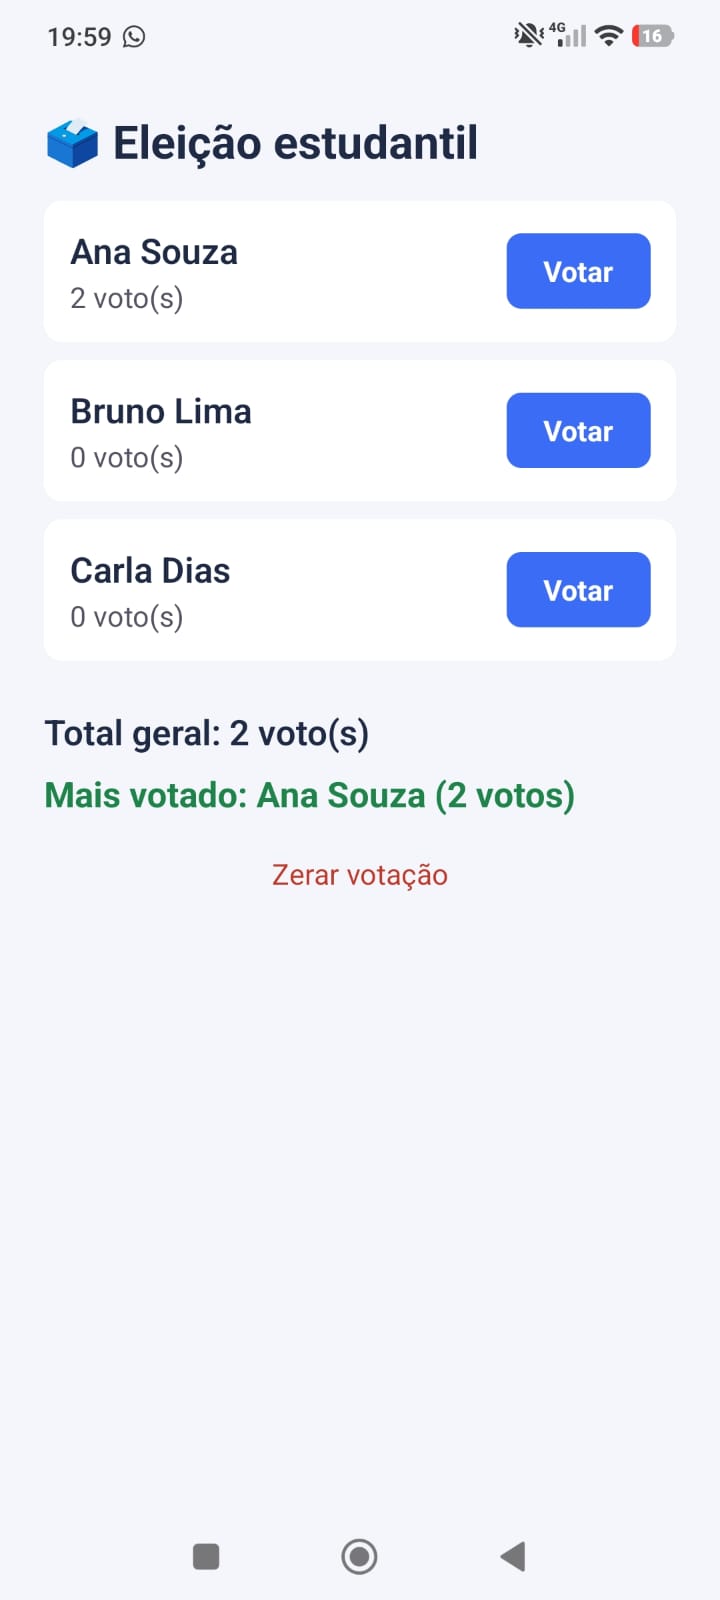 19:59
4G
16
Eleição estudantil
Ana Souza
2 voto(s)
Votar
Bruno Lima
0 voto(s)
Votar
Carla Dias
0 voto(s)
Votar
Total geral: 2 voto(s)
Mais votado: Ana Souza (2 votos)
Zerar votação